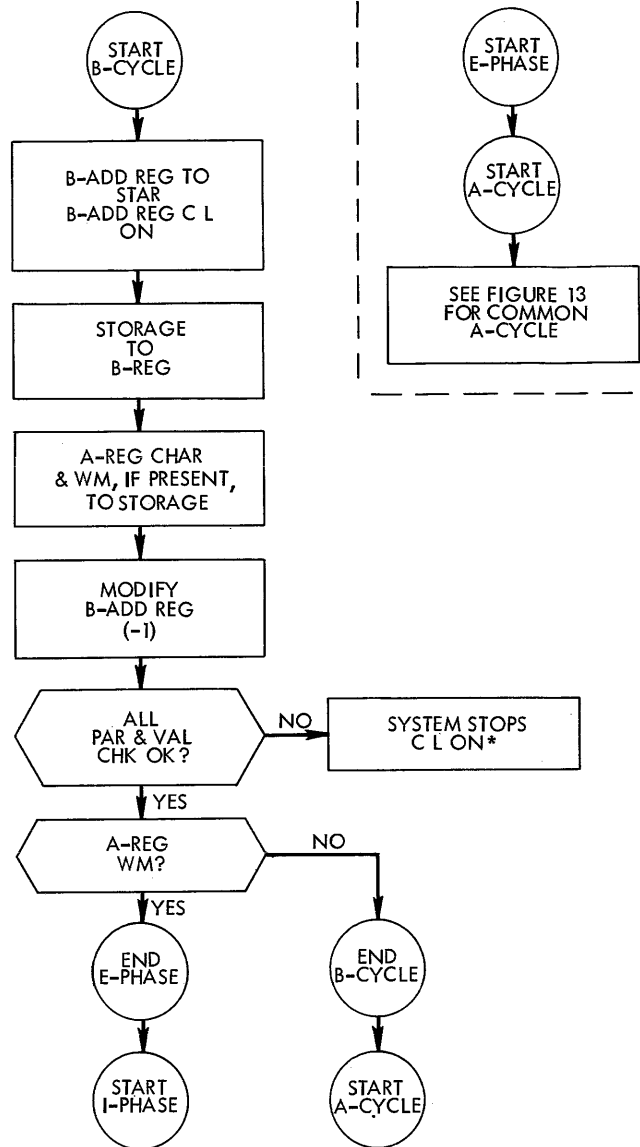 START
B-CYCLE
B-ADD REG TO
STAR
B-ADD REG C L
ON
STORAGE
TO
B-REG
A-REG CHAR
& WM, IF PRESENT,
TO STORAGE
MODIFY
B-ADD REG
(-1)
ALL
PAR & VAL
CHK OK?
NO
SYSTEM STOPS
C L ON*
YES
A-REG
WM?
NO
YES
END
E-PHASE
END
B-CYCLE
START
I-PHASE
START
A-CYCLE
START
E-PHASE
START
A-CYCLE
SEE FIGURE 13
FOR COMMON
A-CYCLE